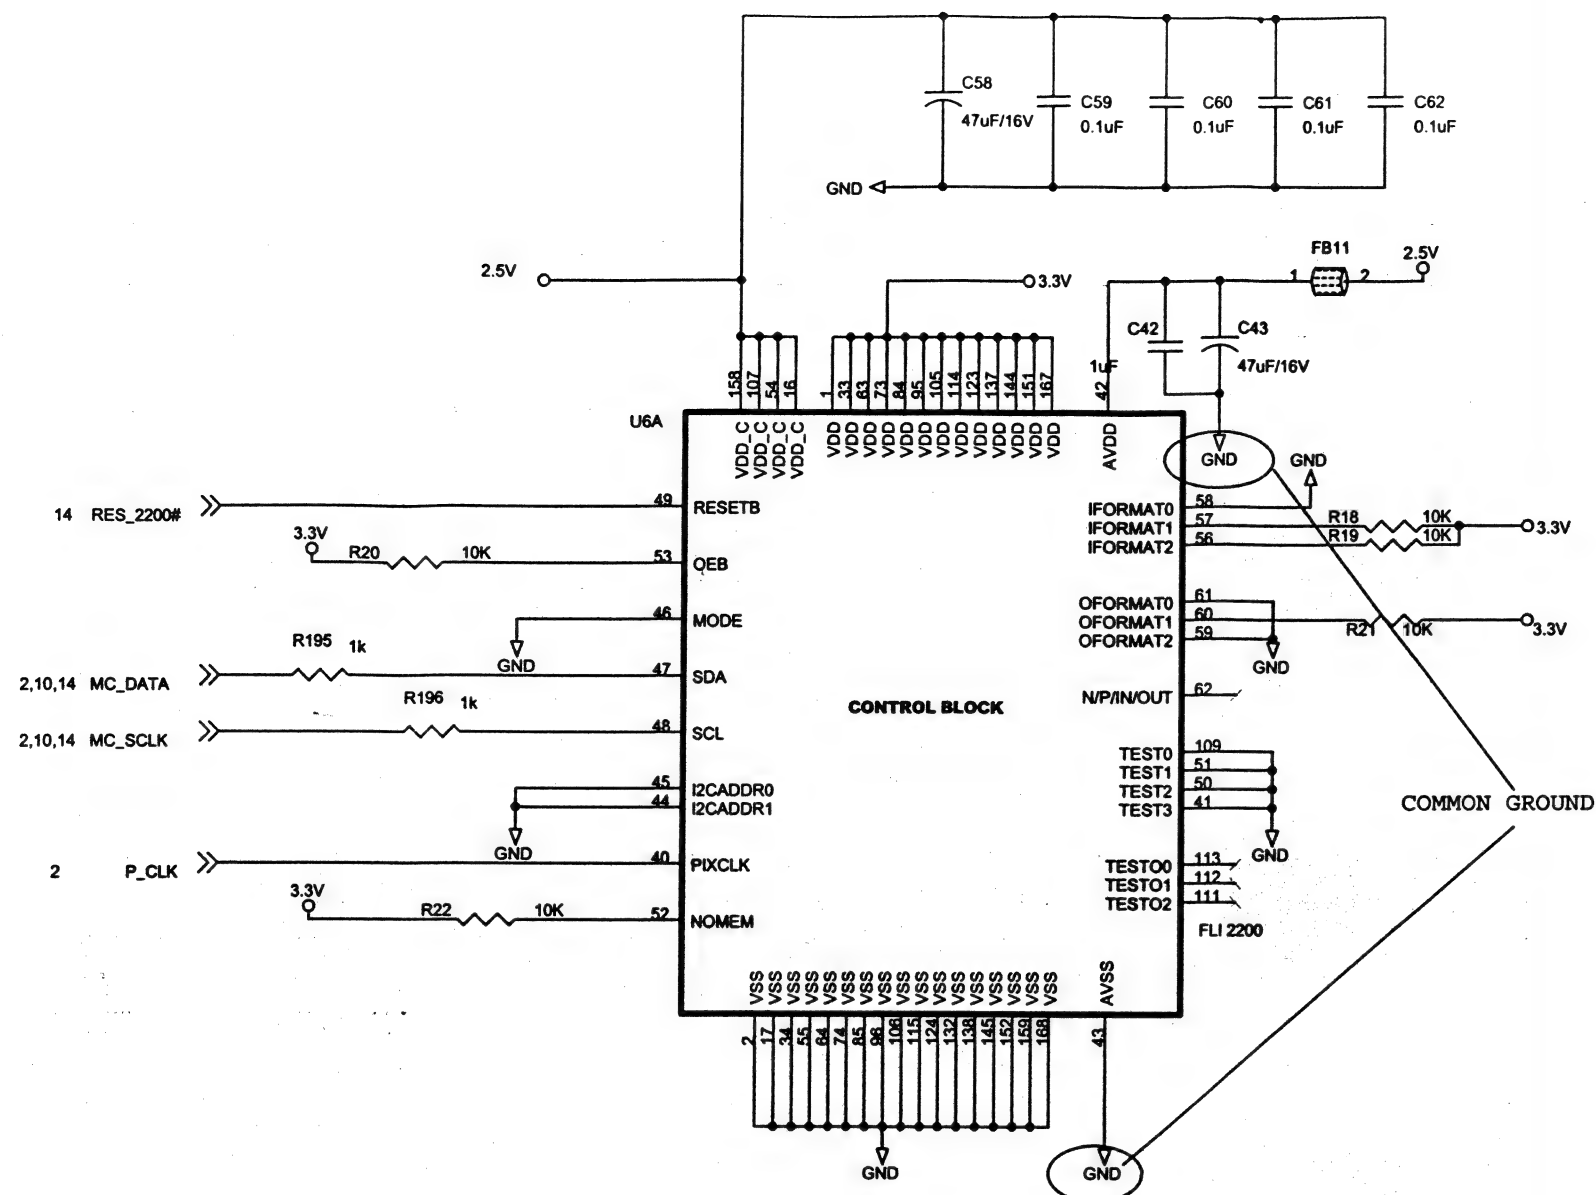 C58
47uF/16V
C59
0.1uF
C60
0.1uF
C61
0.1uF
C62
0.1uF
GND
2.5V
3.3V
FB11
1 2
2.5V
C42
1uF
C43
47uF/16V
GND
GND
U6A
158 107 54 16
VDD_C VDD_C VDD_C VDD_C
1 33 63 73 84 95 105 114 123 137 144 151 167
VDD VDD VDD VDD VDD VDD VDD VDD VDD VDD VDD VDD VDD
42
AVDD
14 RES_2200#
49 RESETB
3.3V
R20 10K
53 OEB
46 MODE
GND
R195 1k
2,10,14 MC_DATA
47 SDA
R196 1k
2,10,14 MC_SCLK
48 SCL
45 I2CADDR0
44 I2CADDR1
GND
2 P_CLK
40 PIXCLK
3.3V
R22 10K
52 NOMEM
CONTROL BLOCK
IFORMAT0 58
IFORMAT1 57 R18 10K
IFORMAT2 56 R19 10K
3.3V
OFORMAT0 61
OFORMAT1 60 R21 10K 3.3V
OFORMAT2 59
GND
N/P/IN/OUT 62
TEST0 109
TEST1 51
TEST2 50
TEST3 41
GND
COMMON GROUND
TESTO0 113
TESTO1 112
TESTO2 111
FLI 2200
VSS VSS VSS VSS VSS VSS VSS VSS VSS VSS VSS VSS VSS VSS VSS VSS VSS
2 17 34 55 64 74 85 96 106 115 124 132 138 145 152 159 168
GND
AVSS
43
GND